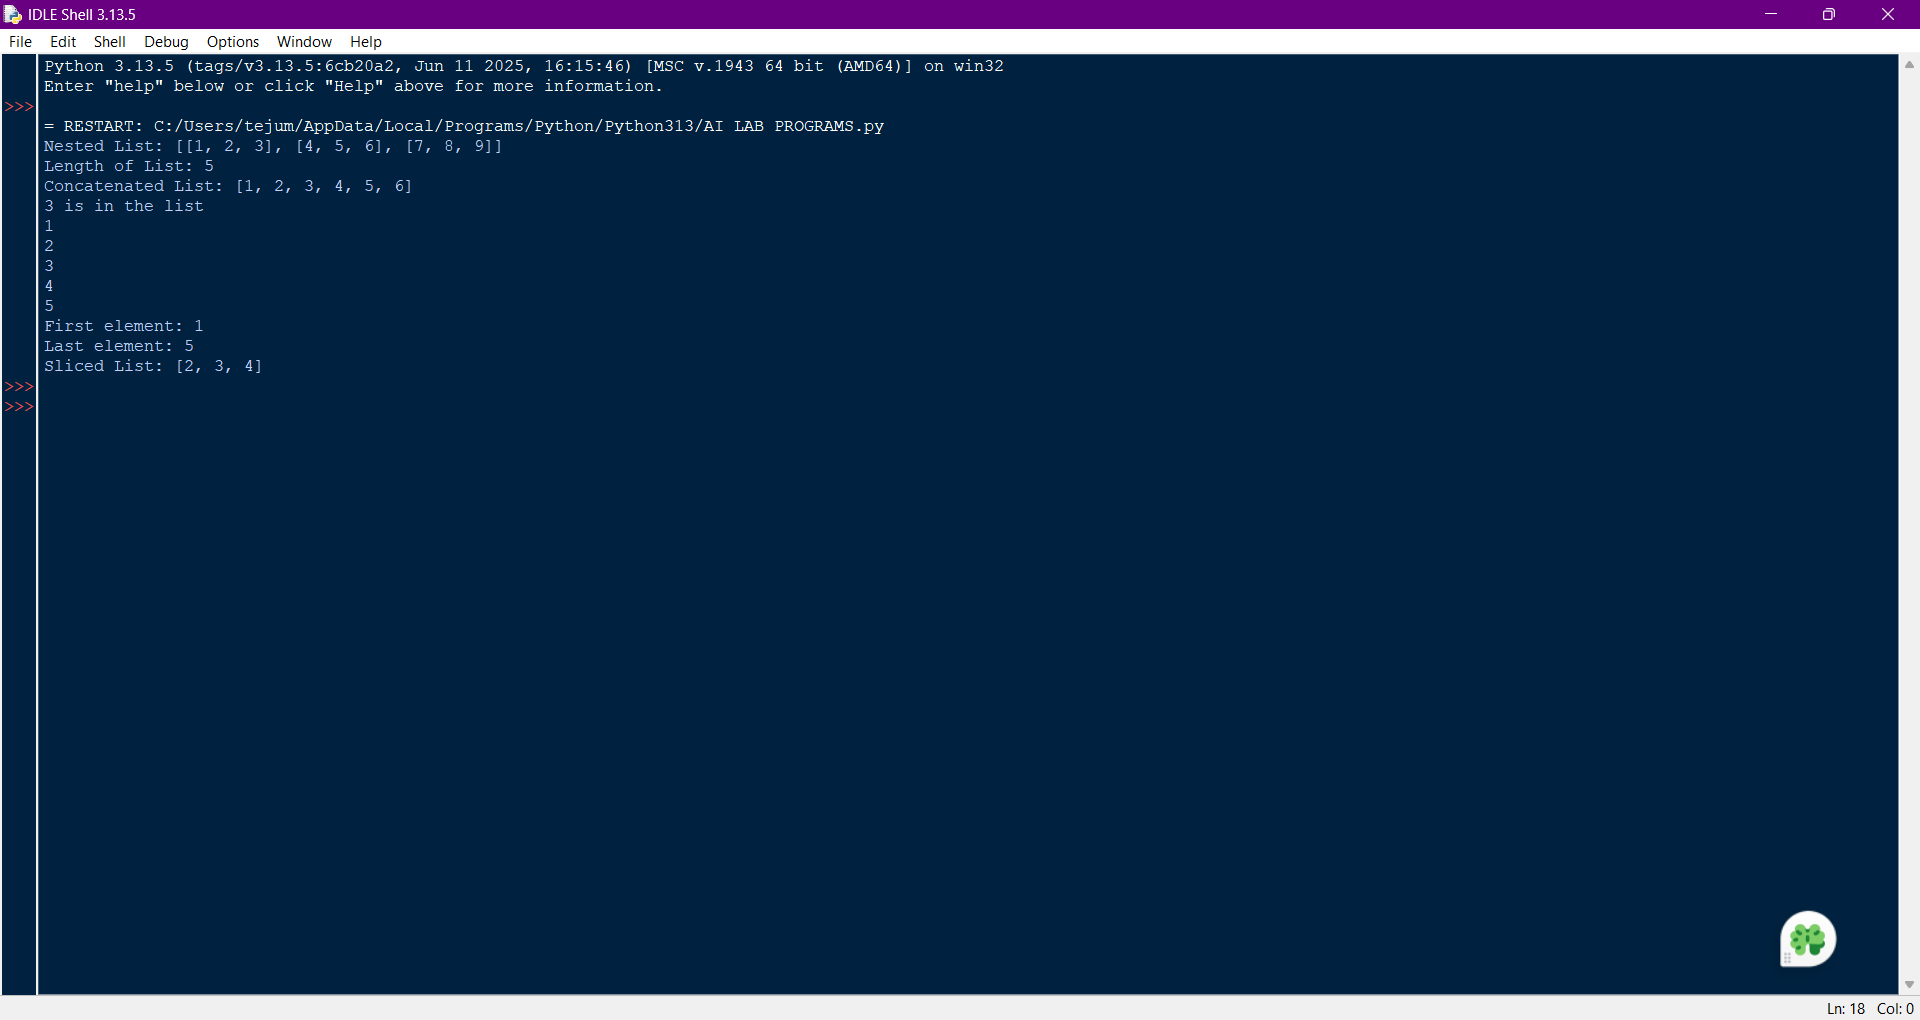 IDLE Shell 3.13.5
File Edit Shell Debug Options Window Help
Python 3.13.5 (tags/v3.13.5:6cb20a2, Jun 11 2025, 16:15:46) [MSC v.1943 64 bit (AMD64)] on win32
Enter "help" below or click "Help" above for more information.
>>>
= RESTART: C:/Users/tejum/AppData/Local/Programs/Python/Python313/AI LAB PROGRAMS.py
Nested List: [[1, 2, 3], [4, 5, 6], [7, 8, 9]]
Length of List: 5
Concatenated List: [1, 2, 3, 4, 5, 6]
3 is in the list
1
2
3
4
5
First element: 1
Last element: 5
Sliced List: [2, 3, 4]
>>>
>>>
Ln: 18 Col: 0